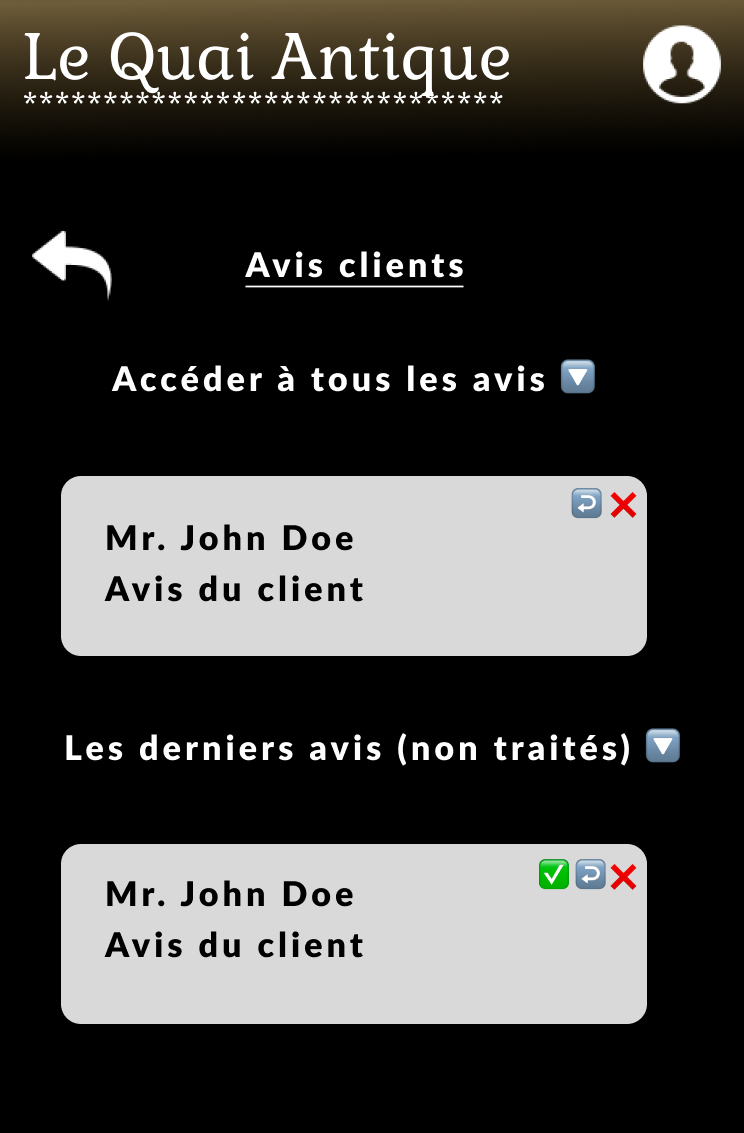 Le Quai Antique
******************************
Avis clients
Accéder à tous les avis 🔽
↩️ ❌
Mr. John Doe
Avis du client
Les derniers avis (non traités) 🔽
✅ ↩️ ❌
Mr. John Doe
Avis du client